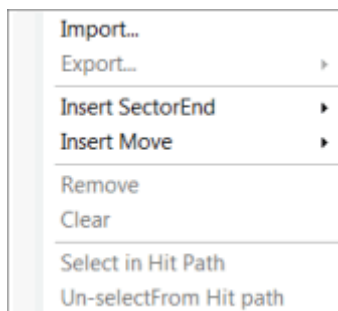 Import...
Export...
Insert SectorEnd
Insert Move
Remove
Clear
Select in Hit Path
Un-selectFrom Hit path